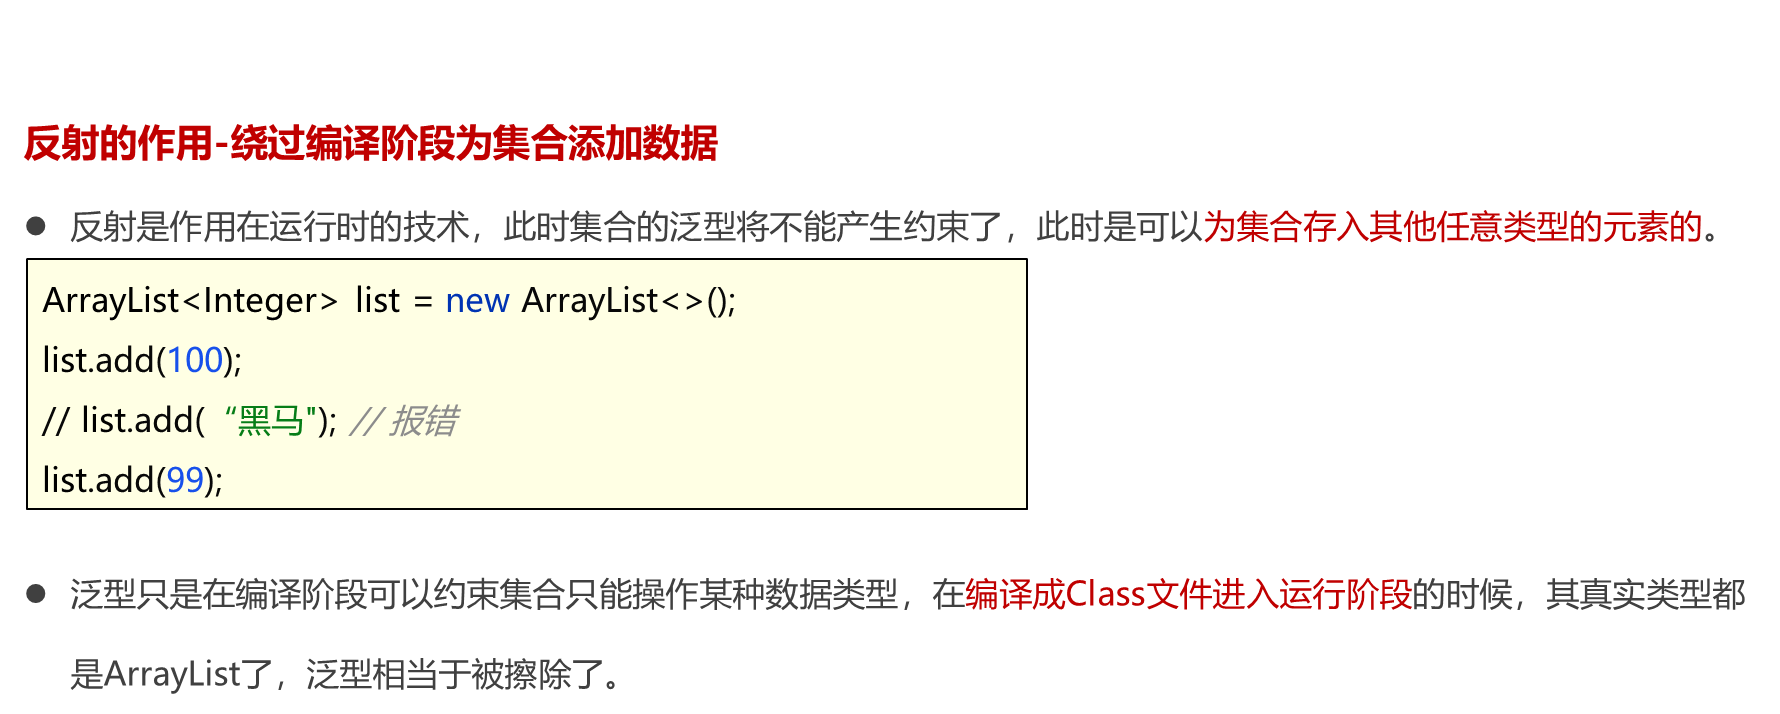 反射的作用-绕过编译阶段为集合添加数据
● 反射是作用在运行时的技术，此时集合的泛型将不能产生约束了，此时是可以为集合存入其他任意类型的元素的。
ArrayList<Integer> list = new ArrayList<>();
list.add(100);
// list.add( “黑马"); // 报错
list.add(99);
● 泛型只是在编译阶段可以约束集合只能操作某种数据类型，在编译成Class文件进入运行阶段的时候，其真实类型都
是ArrayList了，泛型相当于被擦除了。